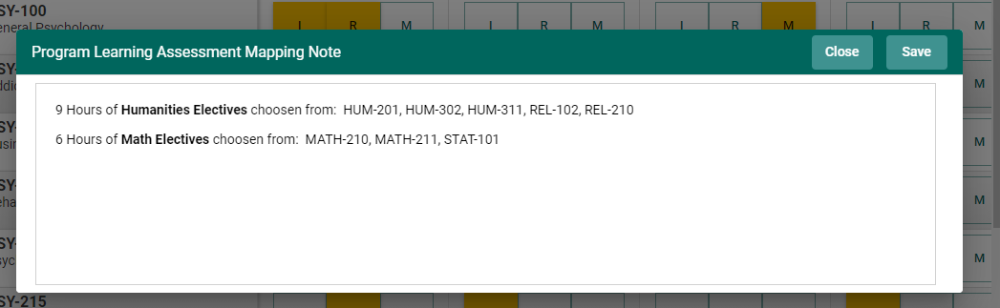 SY-100
eneral Psychology
I R M I R M I R M I R M
Program Learning Assessment Mapping Note
Close Save
9 Hours of Humanities Electives choosen from: HUM-201, HUM-302, HUM-311, REL-102, REL-210
6 Hours of Math Electives choosen from: MATH-210, MATH-211, STAT-101
SY-
M
SY-
M
SY-
eha M
SY-
syc M
SY-215